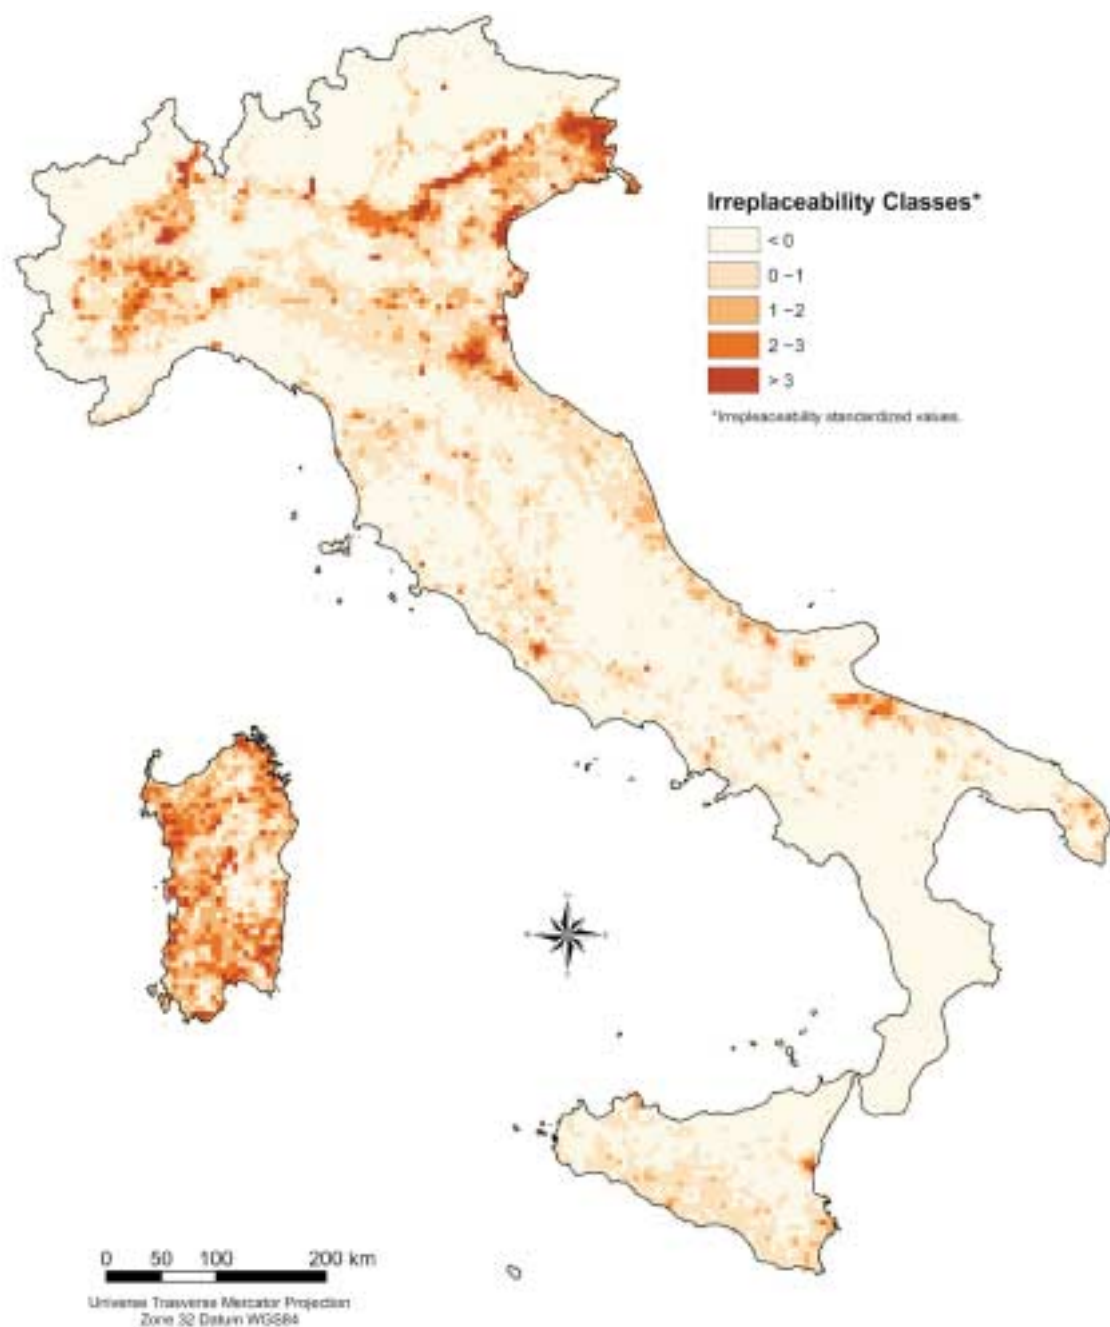 Irreplaceability Classes*
< 0
0 – 1
1 – 2
2 – 3
> 3
*Irrepleaceability standardized values.
0 50 100 200 km
Universe Trasverse Mercator Projection
Zone 32 Datum WGS84